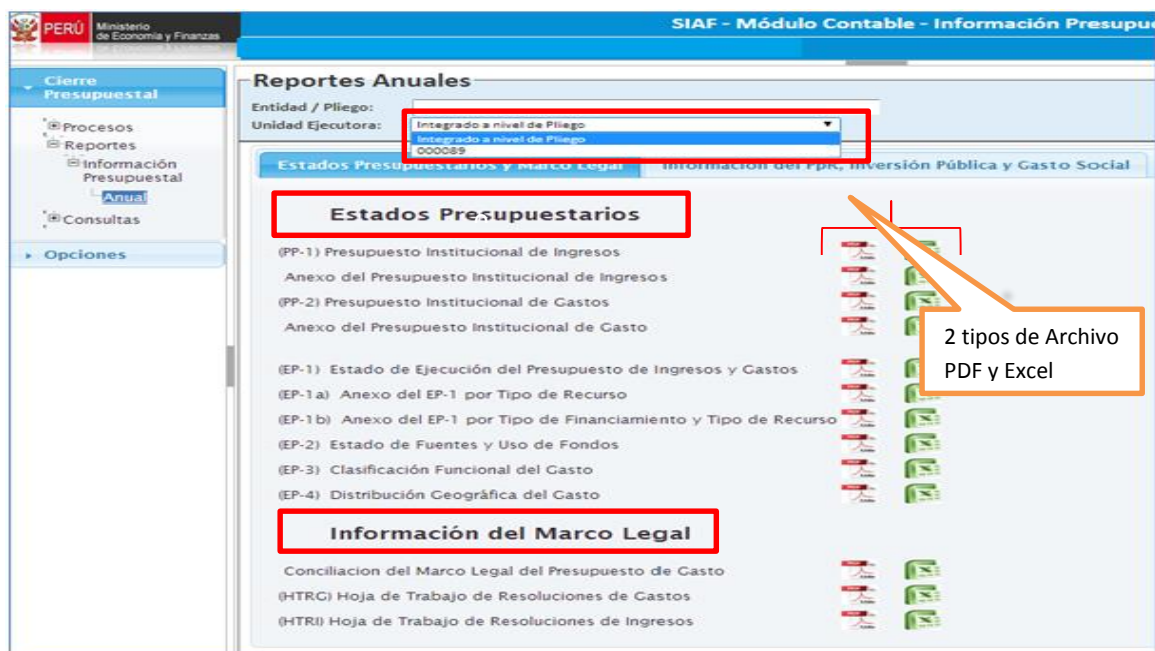 PERÚ Ministerio de Economía y Finanzas
SIAF - Módulo Contable - Información Presupue
Cierre Presupuestal
Procesos
Reportes
Información Presupuestal
Anual
Consultas
Opciones
Reportes Anuales
Entidad / Pliego:
Unidad Ejecutora: Integrado a nivel de Pliego
Integrado a nivel de Pliego
000089
Estados Presupuestarios y Marco Legal Información del PpR, Inversión Pública y Gasto Social
Estados Presupuestarios
(PP-1) Presupuesto Institucional de Ingresos
Anexo del Presupuesto Institucional de Ingresos
(PP-2) Presupuesto Institucional de Gastos
Anexo del Presupuesto Institucional de Gasto
2 tipos de Archivo
PDF y Excel
(EP-1) Estado de Ejecución del Presupuesto de Ingresos y Gastos
(EP-1a) Anexo del EP-1 por Tipo de Recurso
(EP-1b) Anexo del EP-1 por Tipo de Financiamiento y Tipo de Recurso
(EP-2) Estado de Fuentes y Uso de Fondos
(EP-3) Clasificación Funcional del Gasto
(EP-4) Distribución Geográfica del Gasto
Información del Marco Legal
Conciliacion del Marco Legal del Presupuesto de Gasto
(HTRG) Hoja de Trabajo de Resoluciones de Gastos
(HTRI) Hoja de Trabajo de Resoluciones de Ingresos